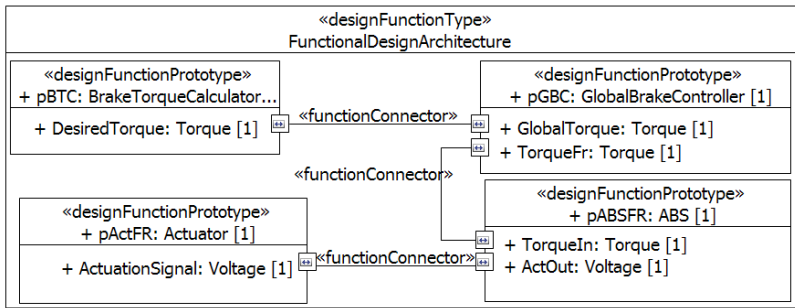 «designFunctionType»
FunctionalDesignArchitecture
«designFunctionPrototype»
+ pBTC: BrakeTorqueCalculator...
+ DesiredTorque: Torque [1]
«functionConnector»
«designFunctionPrototype»
+ pGBC: GlobalBrakeController [1]
+ GlobalTorque: Torque [1]
+ TorqueFr: Torque [1]
«functionConnector»
«designFunctionPrototype»
+ pActFR: Actuator [1]
+ ActuationSignal: Voltage [1]
«functionConnector»
«designFunctionPrototype»
+ pABSFR: ABS [1]
+ TorqueIn: Torque [1]
+ ActOut: Voltage [1]